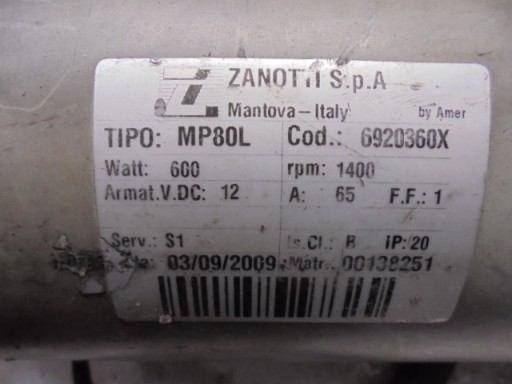 ZANOTTI S.p.A
Mantova-Italy by Amer
TIPO: MP80L Cod.: 6920360X
Watt: 600 rpm: 1400
Armat.V.DC: 12 A: 65 F.F.: 1
Serv.: S1 Is.Cl.: B iP: 20
03/09/2009 Matr.: 00138251